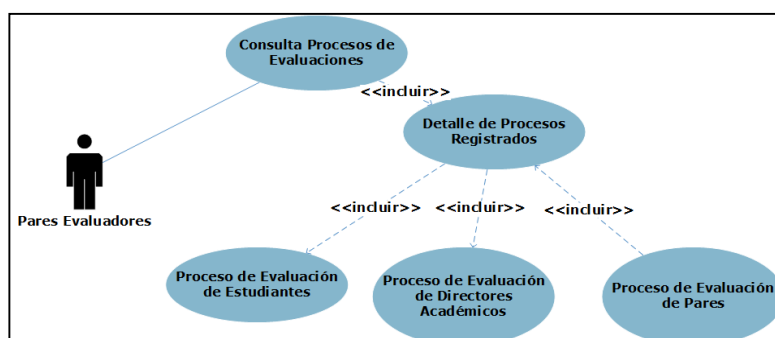 Consulta Procesos de
Evaluaciones
<<incluir>>
Detalle de Procesos
Registrados
Pares Evaluadores
<<incluir>>
<<incluir>>
<<incluir>>
Proceso de Evaluación
de Estudiantes
Proceso de Evaluación
de Directores
Académicos
Proceso de Evaluación
de Pares